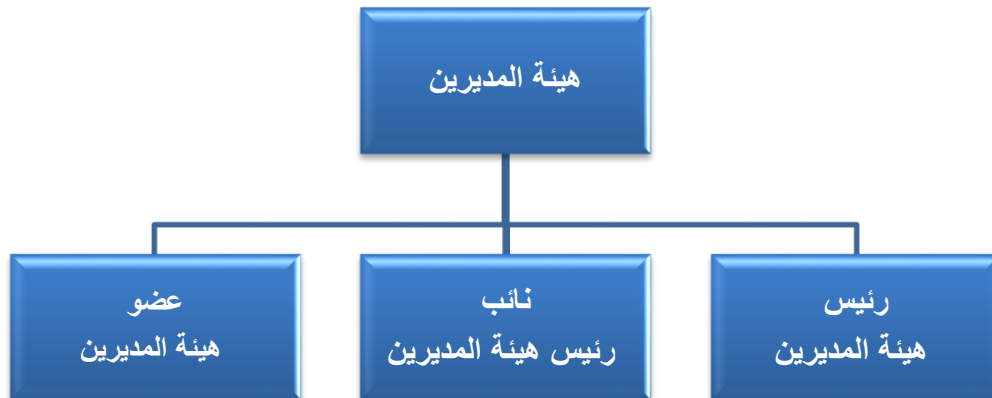 هيئة المديرين
رئيس
هيئة المديرين
نائب
رئيس هيئة المديرين
عضو
هيئة المديرين